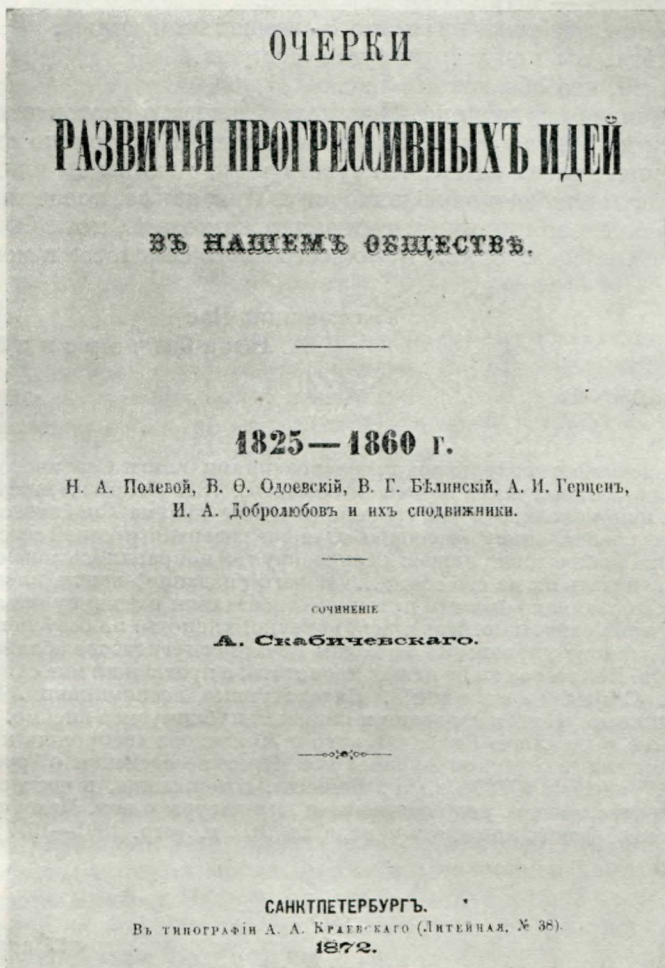 ОЧЕРКИ
РАЗВИТІЯ ПРОГРЕССИВНЫХЪ ИДЕЙ
ВЪ НАШЕМЪ ОБЩЕСТВѢ.
1825—1860 г.
Н. А. Полевой, В. Ѳ. Одоевскій, В. Г. Бѣлинскій, А. И. Герценъ,
И. А. Добролюбов и ихъ сподвижники.
СОЧИНЕНІЕ
А. Скабичевскаго.
САНКТПЕТЕРБУРГЪ.
Въ типографіи А. А. Краевскаго (Литейная, № 38).
1872.